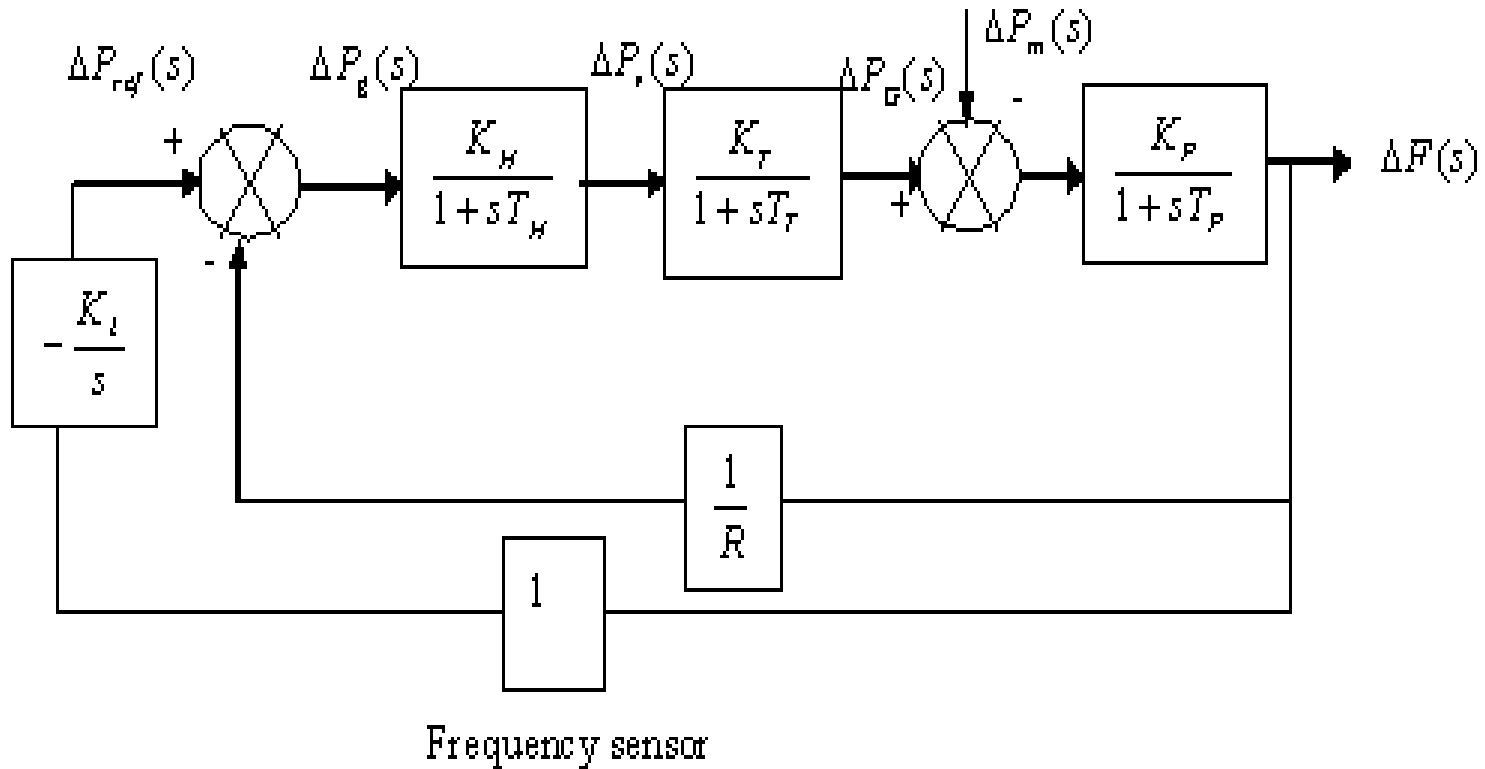 ΔP_ref(s)
ΔP_g(s)
ΔP_r(s)
ΔP_G(s)
ΔP_m(s)
+
-
K_H
1+sT_H
K_T
1+sT_T
+
-
K_P
1+sT_P
ΔF(s)
-K_I
s
1
R
1
Frequency sensor